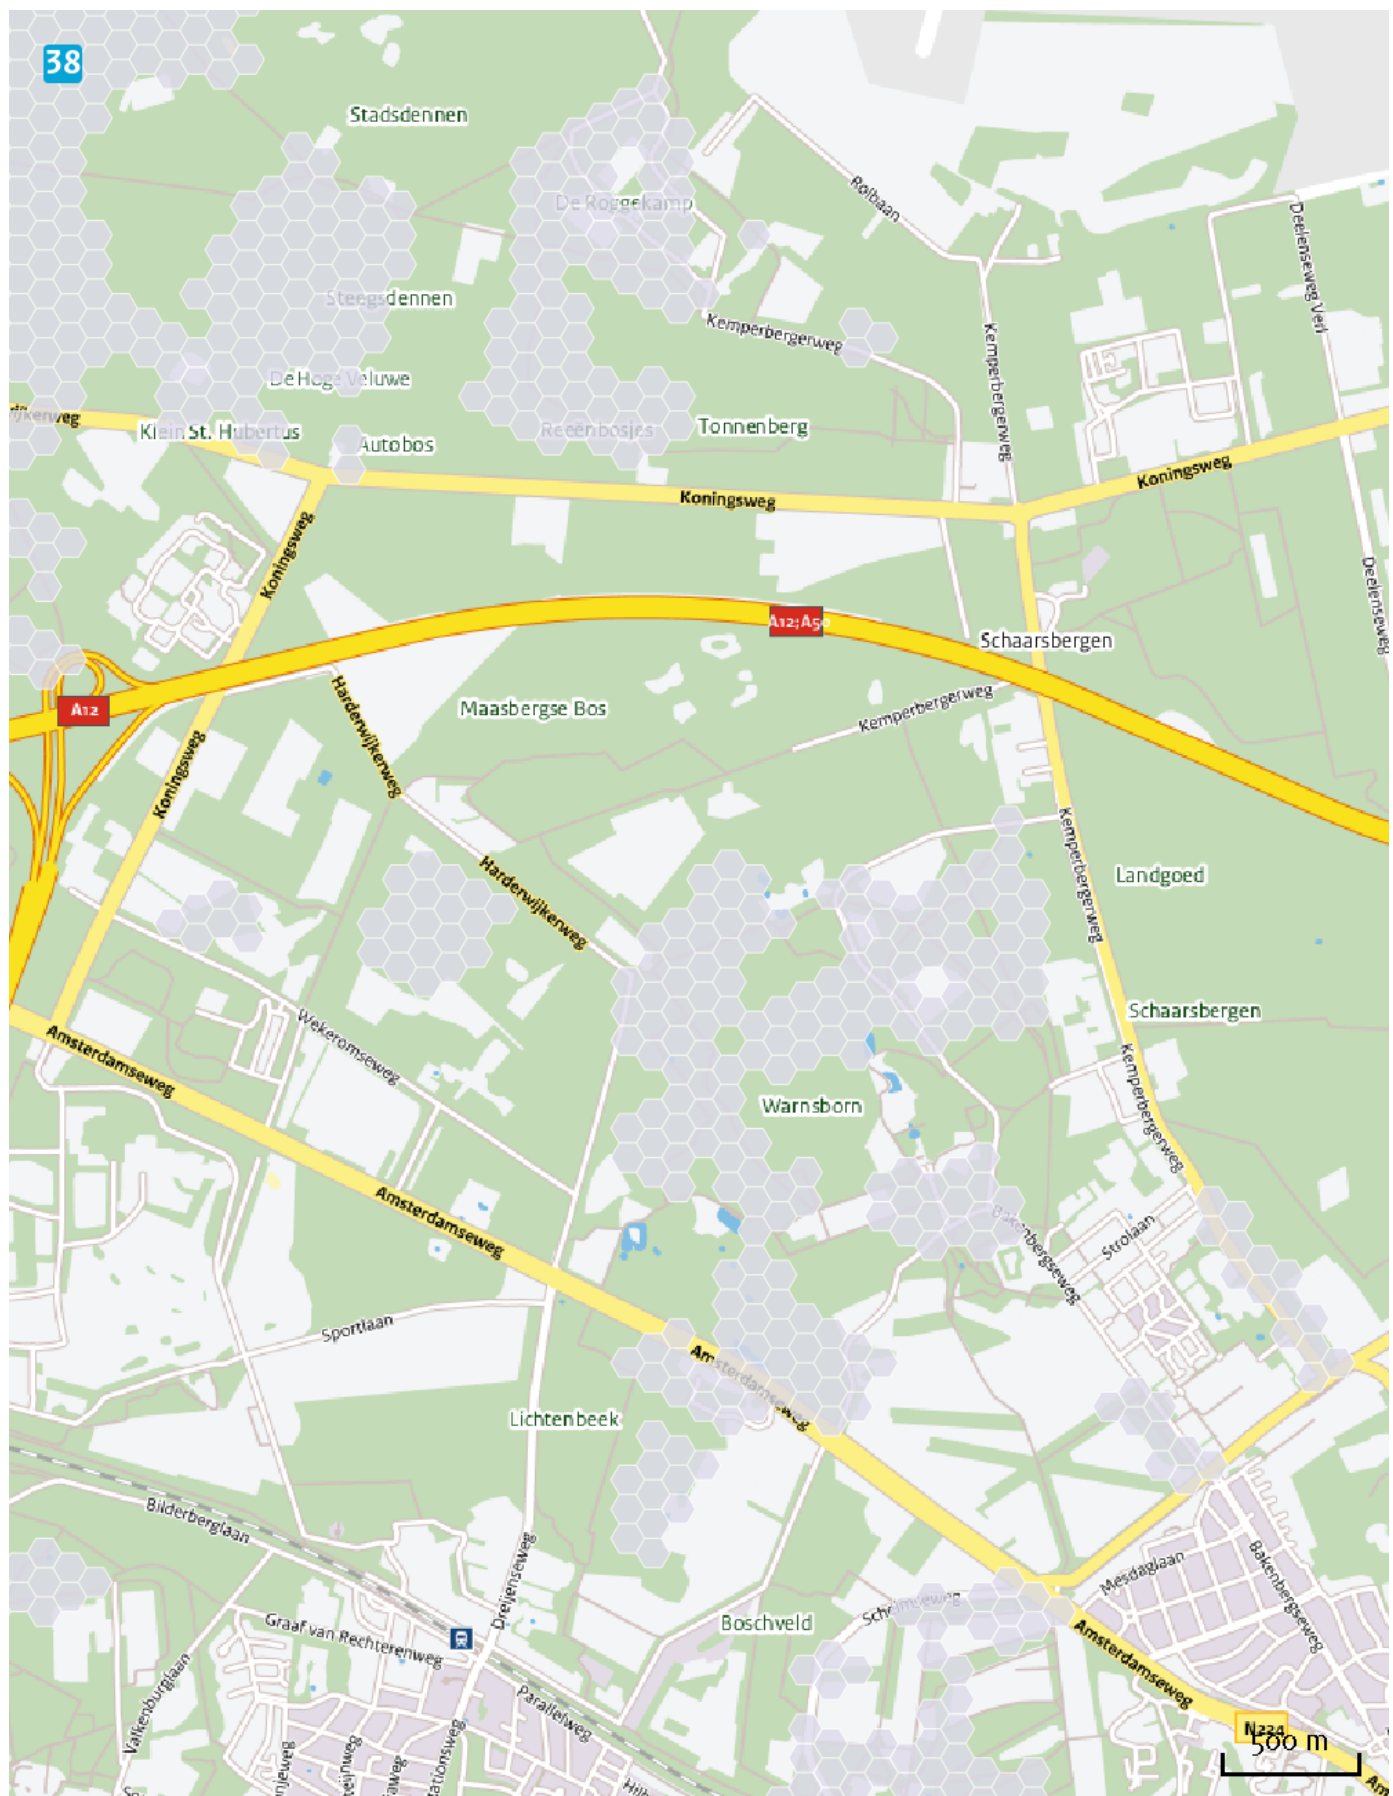 38
Stadsdennen
De Roggekamp
Rolbaan
Deelenseweg Verl
Steegsdennen
Kemperbergerweg
Kemperbergerweg
De Hoge Veluwe
Klein St. Hubertus
Autobos
Reeënbosjes
Tonnenberg
Koningsweg
Koningsweg
Koningsweg
Deelenseweg
A12;A50
Schaarsbergen
A12
Maasbergse Bos
Kemperbergerweg
Harderwijkerweg
Koningsweg
Kemperbergerweg
Landgoed
Harderwijkerweg
Schaarsbergen
Wekeromseweg
Amsterdamseweg
Kemperbergerweg
Warnsborn
Amsterdamseweg
Bakenbergseweg
Strolaan
Sportlaan
Amsterdamseweg
Lichtenbeek
Bilderberglaan
Dreijenseweg
Mesdaglaan
Bakenbergseweg
Schelmseweg
Boschveld
Graaf van Rechterenweg
Amsterdamseweg
Valkenburglaan
Parallelweg
N224
500 m